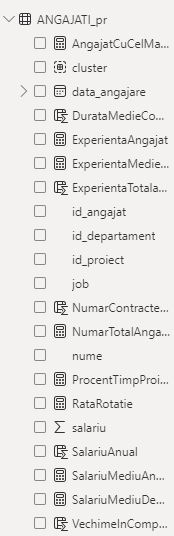 ANGAJATI_pr
AngajatCuCelMa...
cluster
data_angajare
DurataMedieCo...
ExperientaAngajat
ExperientaMedie...
ExperientaTotala...
id_angajat
id_departament
id_proiect
job
NumarContracte...
NumarTotalAnga...
nume
ProcentTimpProi...
RataRotatie
salariu
SalariuAnual
SalariuMediuAn...
SalariuMediuDe...
VechimeInComp...